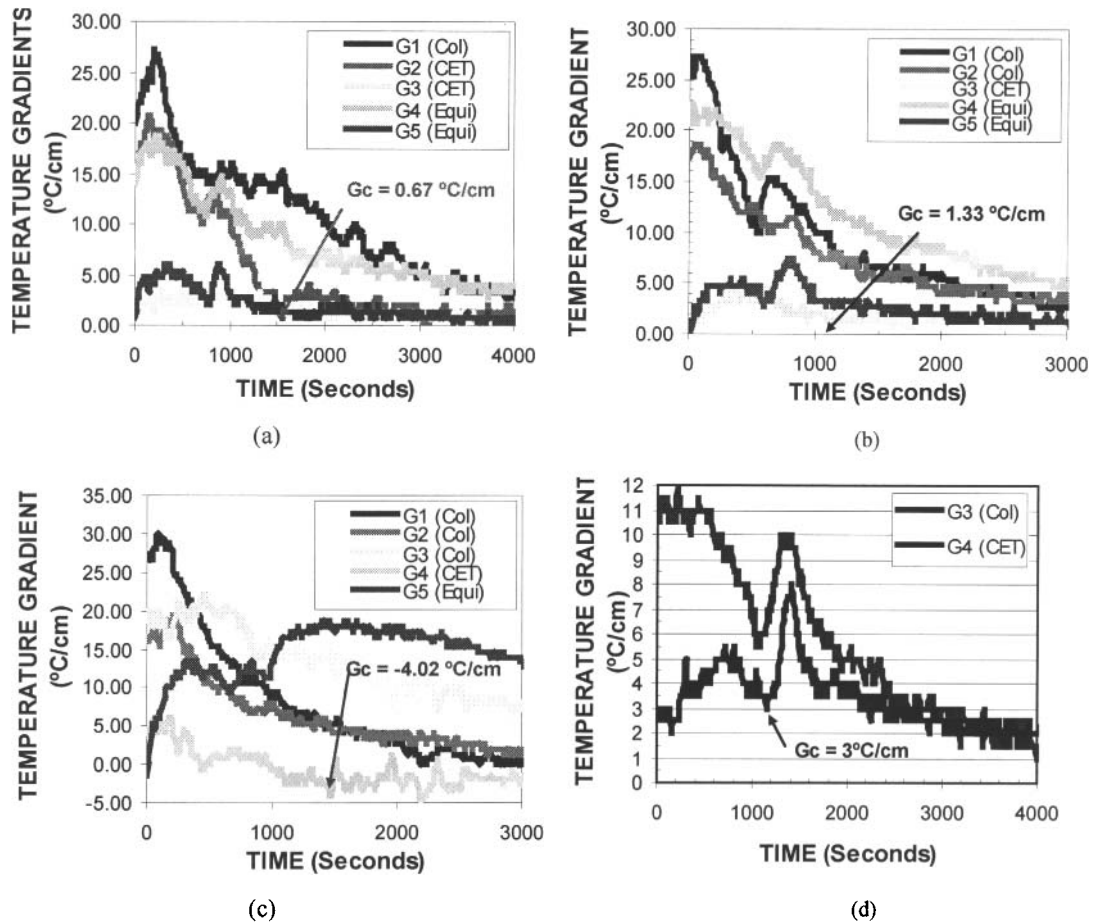 TEMPERATURE GRADIENTS
(ºC/cm)
30.00
25.00
20.00
15.00
10.00
5.00
0.00
G1 (Col)
G2 (CET)
G3 (CET)
G4 (Equi)
G5 (Equi)
Gc = 0.67 ºC/cm
0 1000 2000 3000 4000
TIME (Seconds)
(a)
TEMPERATURE GRADIENT
(ºC/cm)
30.00
25.00
20.00
15.00
10.00
5.00
0.00
G1 (Col)
G2 (Col)
G3 (CET)
G4 (Equi)
G5 (Equi)
Gc = 1.33 ºC/cm
0 1000 2000 3000
TIME (Seconds)
(b)
TEMPERATURE GRADIENT
(ºC/cm)
35.00
30.00
25.00
20.00
15.00
10.00
5.00
0.00
-5.00
G1 (Col)
G2 (Col)
G3 (Col)
G4 (CET)
G5 (Equi)
Gc = -4.02 ºC/cm
0 1000 2000 3000
TIME (Seconds)
(c)
TEMPERATURE GRADIENT
(ºC/cm)
12
11
10
9
8
7
6
5
4
3
2
1
0
G3 (Col)
G4 (CET)
Gc = 3ºC/cm
0 1000 2000 3000 4000
TIME (Seconds)
(d)